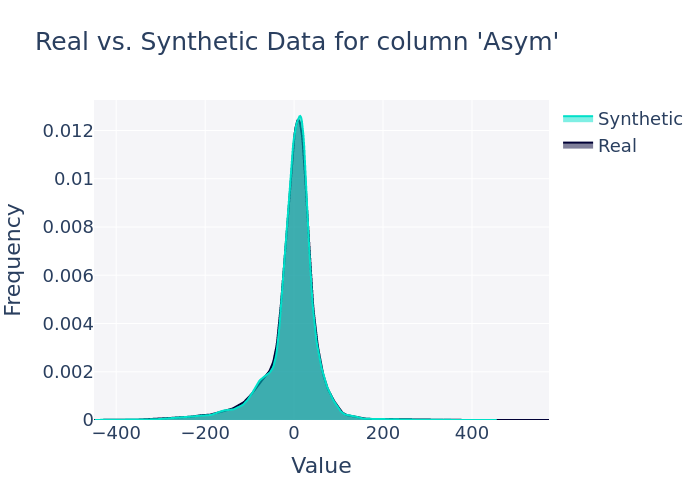 Real vs. Synthetic Data for column 'Asym'
Synthetic
Real
Frequency
0.012
0.01
0.008
0.006
0.004
0.002
0
−400
−200
0
200
400
Value